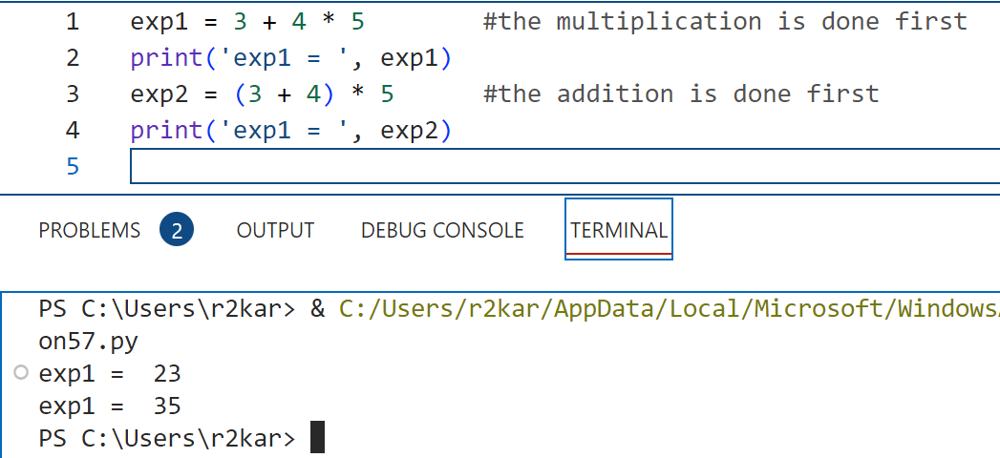 1 exp1 = 3 + 4 * 5 #the multiplication is done first
2 print('exp1 = ', exp1)
3 exp2 = (3 + 4) * 5 #the addition is done first
4 print('exp1 = ', exp2)
5
PROBLEMS 2 OUTPUT DEBUG CONSOLE TERMINAL
PS C:\Users\r2kar> & C:/Users/r2kar/AppData/Local/Microsoft/Windows
on57.py
exp1 =  23
exp1 =  35
PS C:\Users\r2kar>